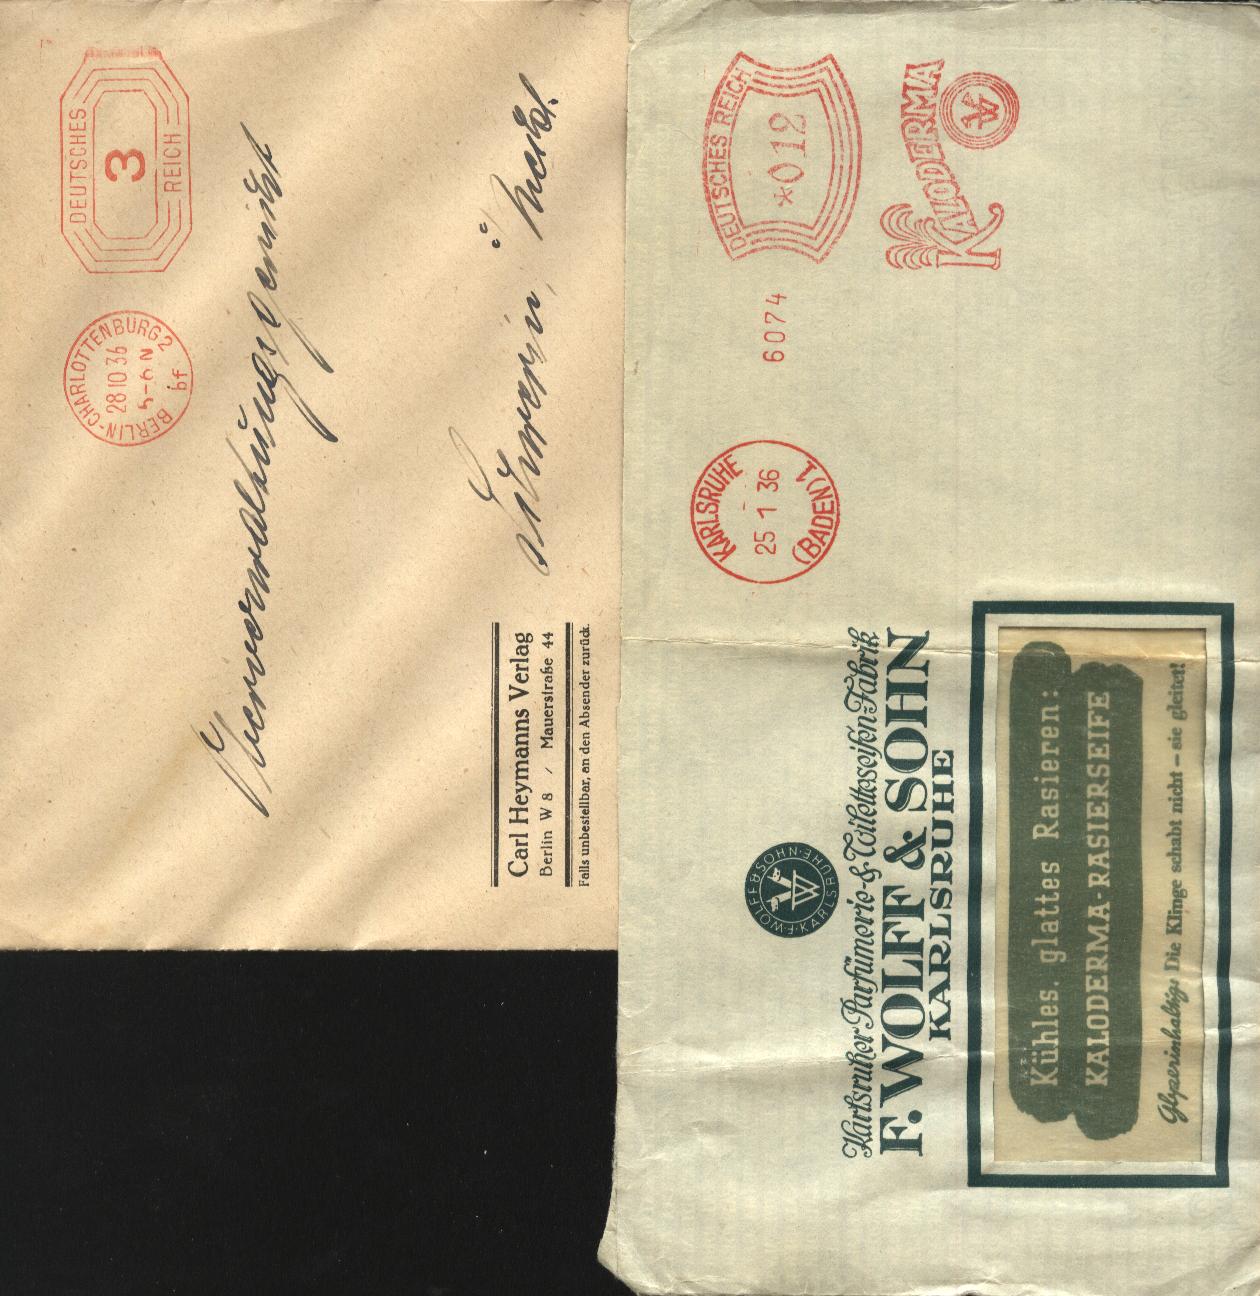 DEUTSCHES
3
REICH
BERLIN-CHARLOTTENBURG 2
28 10 36
5-6 N
bf
Carl Heymanns Verlag
Berlin W 8 / Mauerstraße 44
Falls unbestellbar, an den Absender zurück.
DEUTSCHES REICH
*012
6074
KARLSRUHE
25 1 36
(BADEN) 1
KALODERMA
F. WOLFF & SOHN · KARLSRUHE
Karlsruher Parfümerie-& Toiletteseifen-Fabrik
F. WOLFF & SOHN
KARLSRUHE
Kühles, glattes Rasieren:
KALODERMA-RASIERSEIFE
Glyzerinhaltig: Die Klinge schabt nicht – sie gleitet!